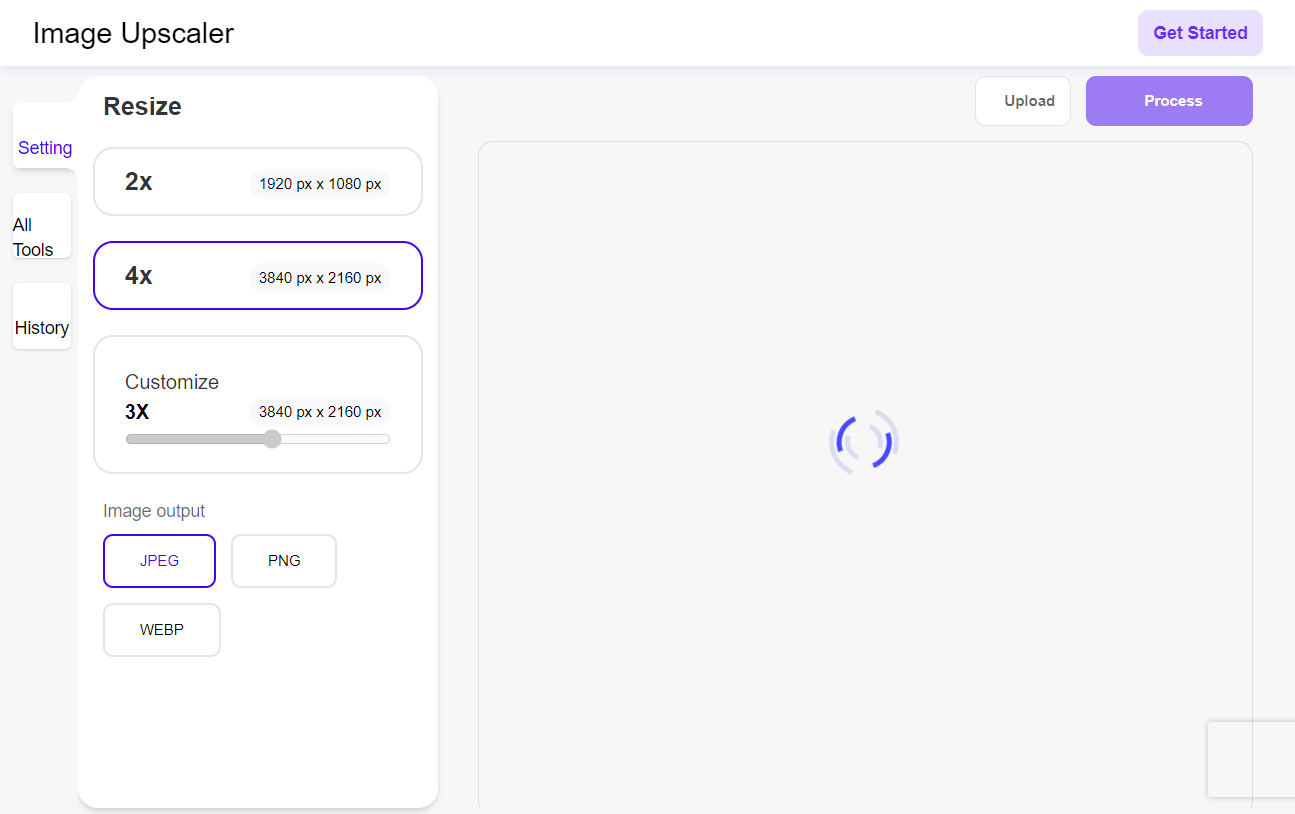 Image Upscaler
Get Started
Upload
Process
Setting
All
Tools
History
Resize
2x
1920 px x 1080 px
4x
3840 px x 2160 px
Customize
3X
3840 px x 2160 px
Image output
JPEG
PNG
WEBP